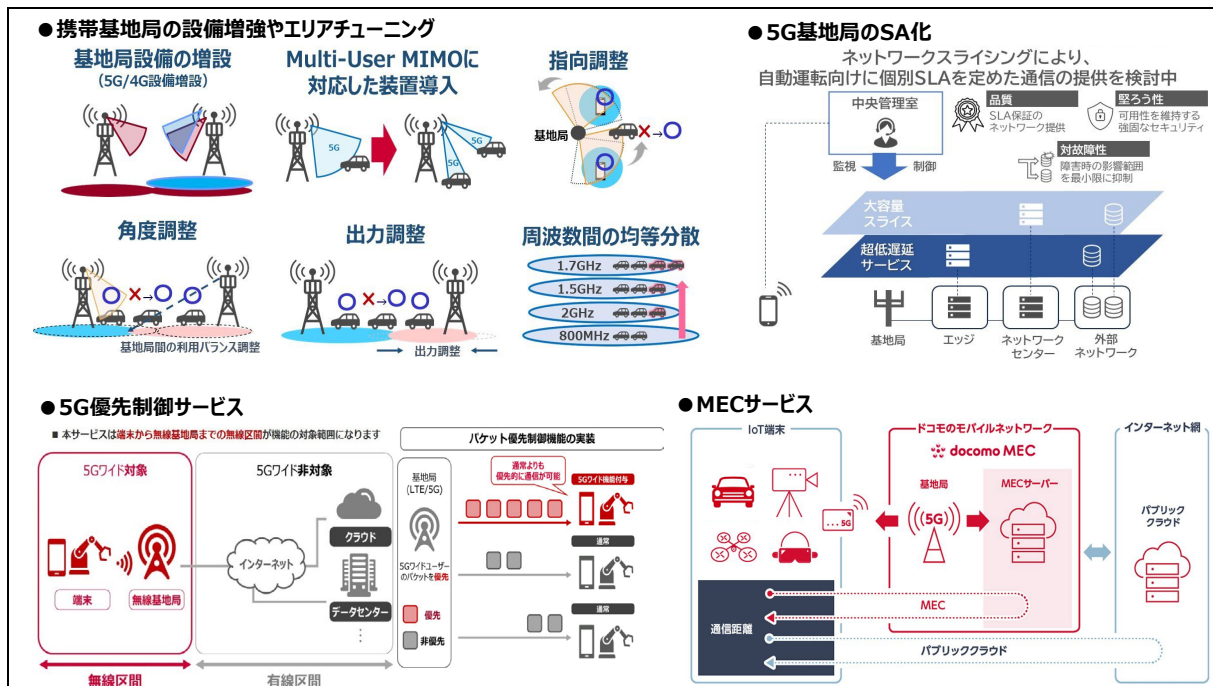 ●携帯基地局の設備増強やエリアチューニング
基地局設備の増設
(5G/4G設備増設)
Multi-User MIMOに
対応した装置導入
5G
5G
5G
指向調整
基地局
×→○
角度調整
×→○
基地局間の利用バランス調整
出力調整
×→○
出力調整
周波数間の均等分散
1.7GHz
1.5GHz
2GHz
800MHz
●5G基地局のSA化
ネットワークスライシングにより、
自動運転向けに個別SLAを定めた通信の提供を検討中
中央管理室
監視
制御
品質
SLA保証の
ネットワーク提供
堅ろう性
可用性を維持する
強固なセキュリティ
対故障性
障害時の影響範囲
を最小限に抑制
大容量
スライス
超低遅延
サービス
基地局
エッジ
ネットワーク
センター
外部
ネットワーク
●5G優先制御サービス
■ 本サービスは端末から無線基地局までの無線区間が機能の対象範囲になります
5Gワイド対象
端末
無線基地局
無線区間
5Gワイド非対象
インターネット
クラウド
データセンター
⋮
有線区間
パケット優先制御機能の実装
基地局
(LTE/5G)
5Gワイドユーザー
のパケットを優先
優先
非優先
通常よりも
優先的に通信が可能
5Gワイド機能付与
通常
通常
●MECサービス
IoT端末
...5G
通信距離
ドコモのモバイルネットワーク
docomo MEC
基地局
5G
MECサーバー
MEC
パブリッククラウド
インターネット網
パブリック
クラウド